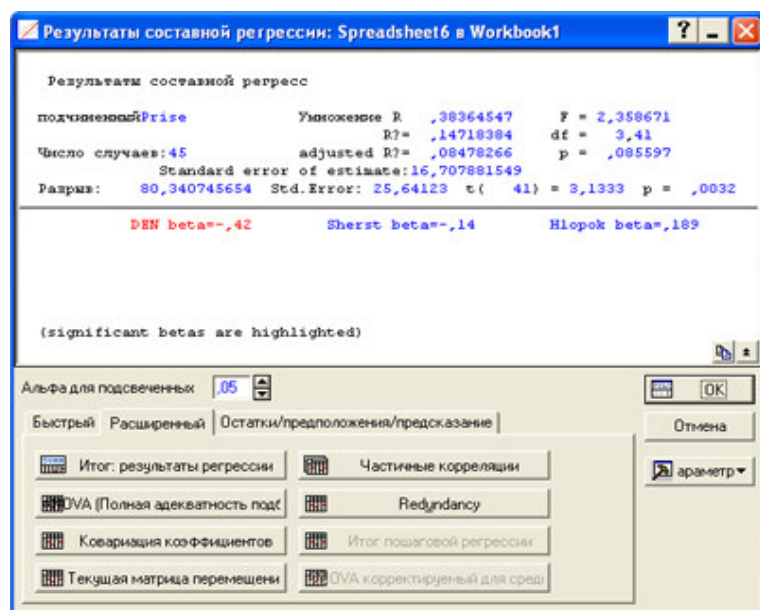 Результаты составной регрессии: Spreadsheet6 в Workbook1
Результаты составной регресс
подчиненныйPrise Умножение R ,38364547 F = 2,358671
R?= ,14718384 df = 3,41
Число случаев:45 adjusted R?= ,08478266 p = ,085597
Standard error of estimate:16,707881549
Разрыв: 80,340745654 Std.Error: 25,64123 t( 41) = 3,1333 p = ,0032
DEN beta=-,42 Sherst beta=-,14 Hlopok beta=,189
(significant betas are highlighted)
Альфа для подсвеченных ,05
OK
Быстрый Расширенный Остатки/предположения/предсказание
Отмена
Итог: результаты регрессии Частичные корреляции
араметр
OVA (Полная адекватность подб Redundancy
Ковариация коэффициентов Итог пошаговой регрессии
Текущая матрица перемещени OVA корректируемый для сред